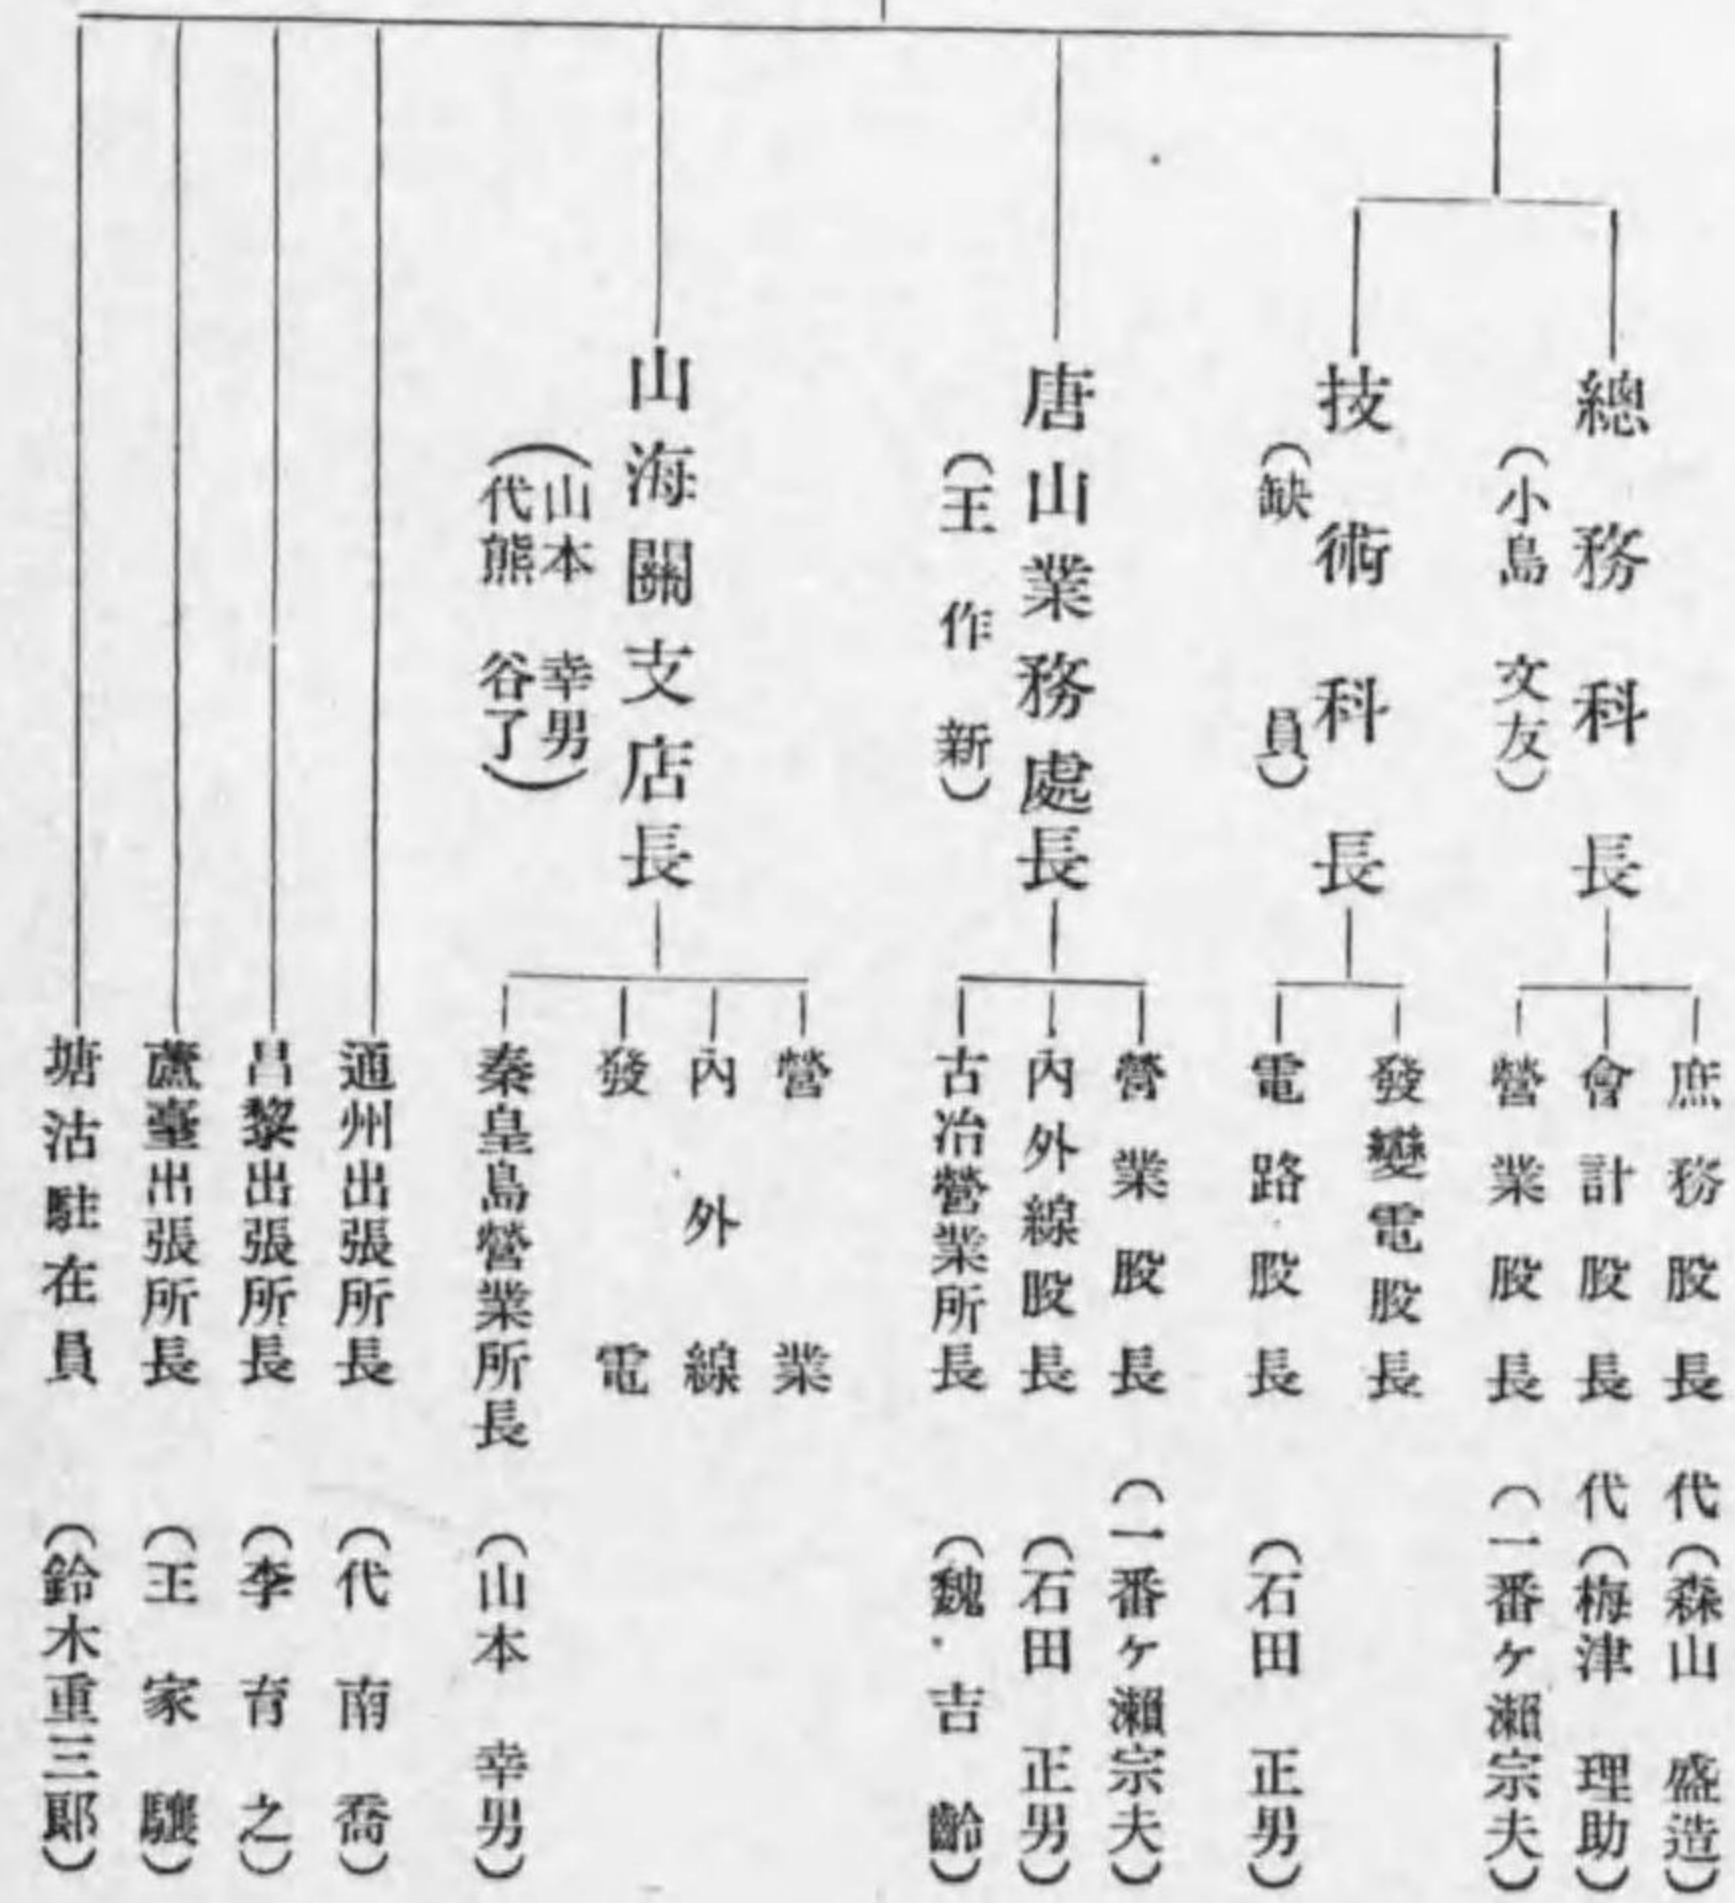 總務科長
（小島文友）
庶務股長 代（森山盛造）
會計股長 代（梅津理助）
營業股長 （一番ケ瀬宗夫）
技術科長
（缺員）
發變電股長
電路股長 （石田正男）
唐山業務處長
（王作新）
營業股長 （一番ケ瀬宗夫）
內外線股長 （石田正男）
古冶營業所長 （魏吉齡）
山海關支店長
（山本幸男
代熊谷了）
營業
內外線
發電
秦皇島營業所長 （山本幸男）
通州出張所長 （代南喬）
昌黎出張所長 （李育之）
蘆臺出張所長 （王家驤）
塘沽駐在員 （鈴木重三郎）